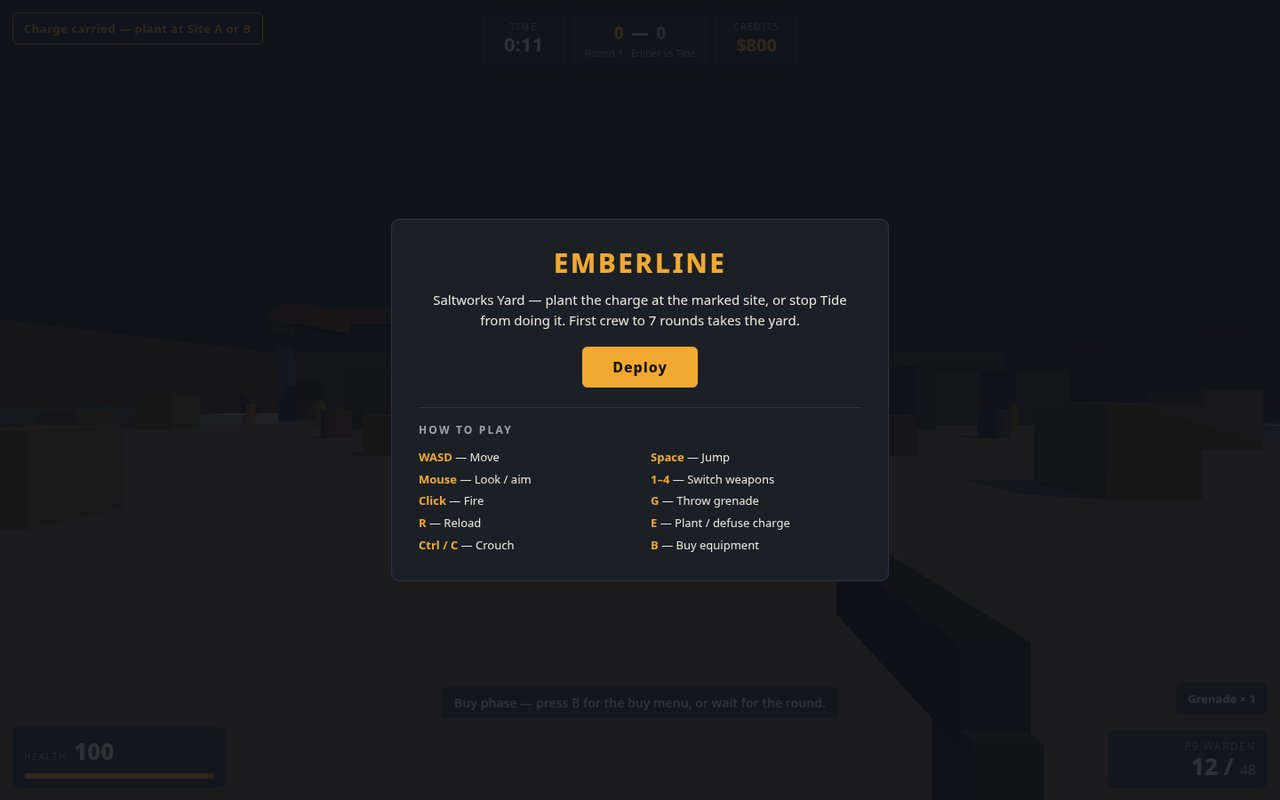 Charge carried — plant at Site A or B
TIME
0:11
0 — 0
Round 1 · Ember vs Tide
CREDITS
$800
EMBERLINE
Saltworks Yard — plant the charge at the marked site, or stop Tide
from doing it. First crew to 7 rounds takes the yard.
Deploy
HOW TO PLAY
WASD — Move
Space — Jump
Mouse — Look / aim
1–4 — Switch weapons
Click — Fire
G — Throw grenade
R — Reload
E — Plant / defuse charge
Ctrl / C — Crouch
B — Buy equipment
Buy phase — press B for the buy menu, or wait for the round.
Grenade × 1
HEALTH 100
P9 WARDEN
12 / 48